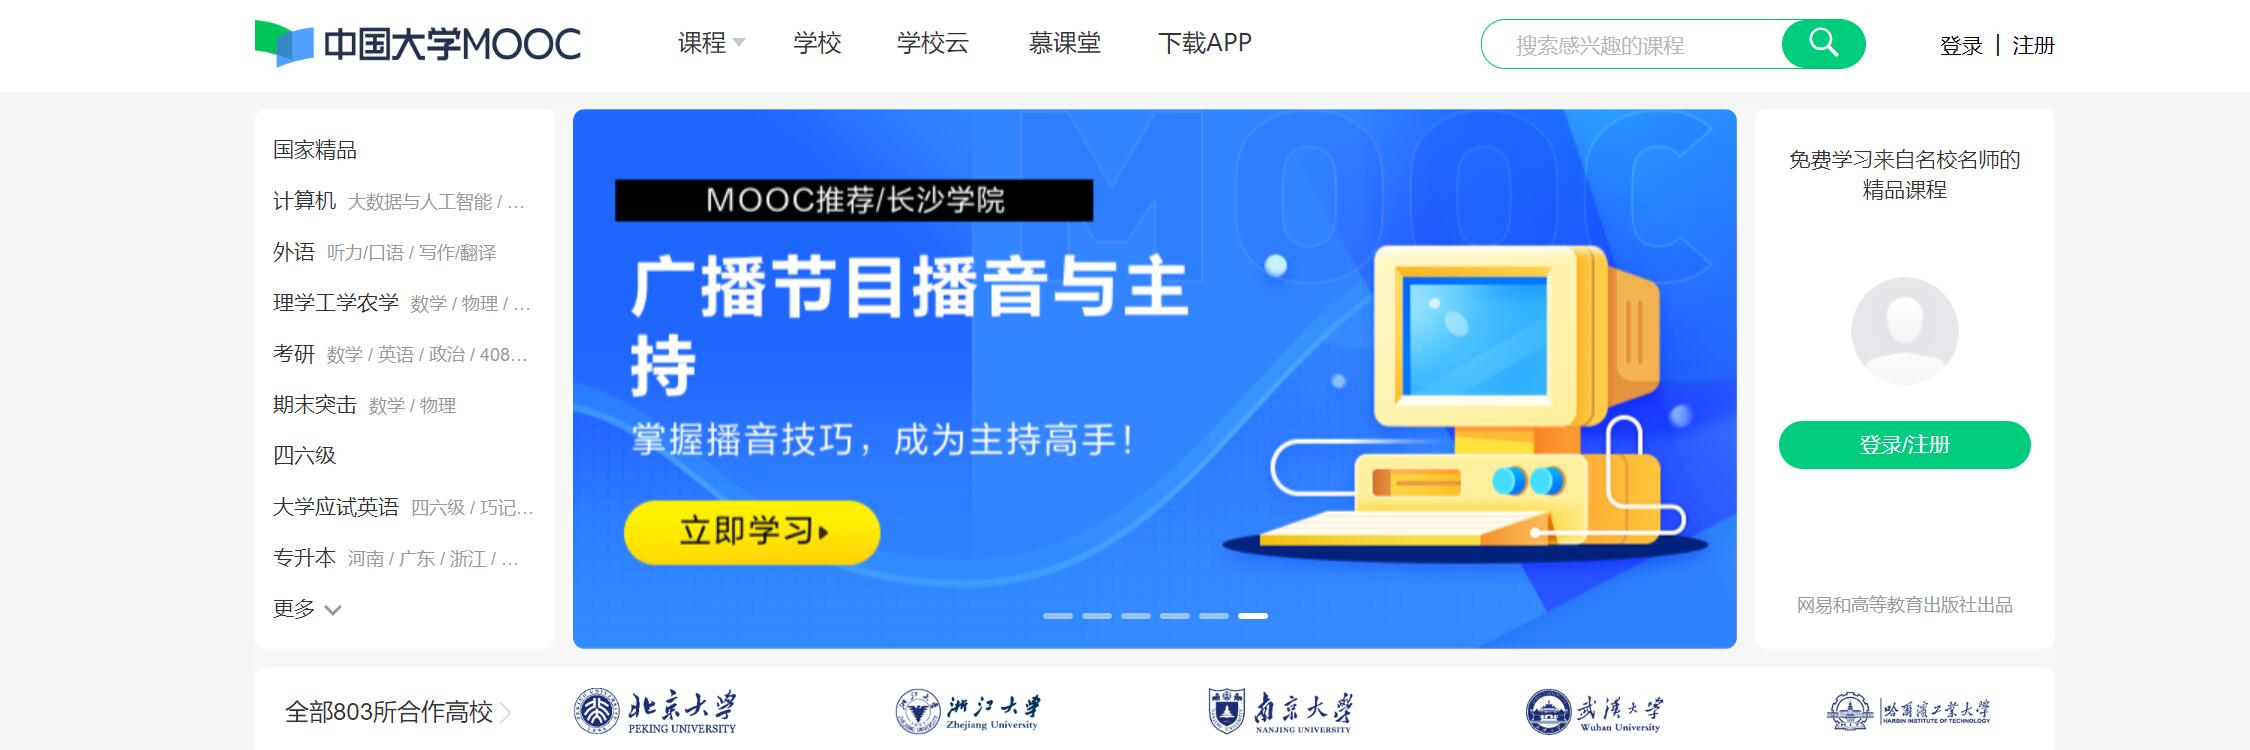 中国大学MOOC
课程
学校
学校云
慕课堂
下载APP
搜索感兴趣的课程
登录 | 注册
国家精品
计算机 大数据与人工智能 / ...
外语 听力/口语 / 写作/翻译
理学工学农学 数学 / 物理 / ...
考研 数学 / 英语 / 政治 / 408...
期末突击 数学 / 物理
四六级
大学应试英语 四六级 / 巧记...
专升本 河南 / 广东 / 浙江 / ...
更多
MOOC
MOOC推荐/长沙学院
广播节目播音与主
持
掌握播音技巧，成为主持高手！
立即学习
免费学习来自名校名师的
精品课程
登录/注册
网易和高等教育出版社出品
全部803所合作高校
北京大学
PEKING UNIVERSITY
浙江大学
Zhejiang University
南京大学
NANJING UNIVERSITY
武汉大学
Wuhan University
哈尔滨工业大学
HARBIN INSTITUTE OF TECHNOLOGY